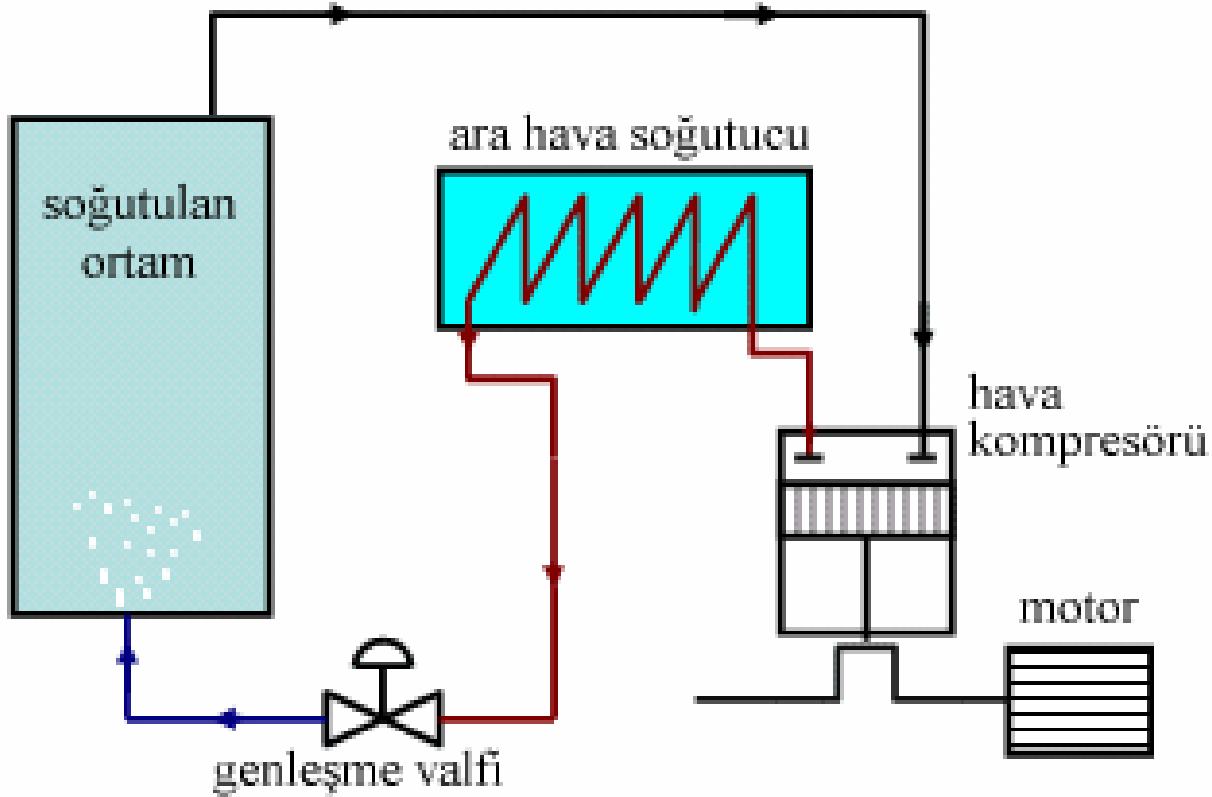 ara hava soğutucu
soğutulan
ortam
hava
kompresörü
motor
genleşme valfi